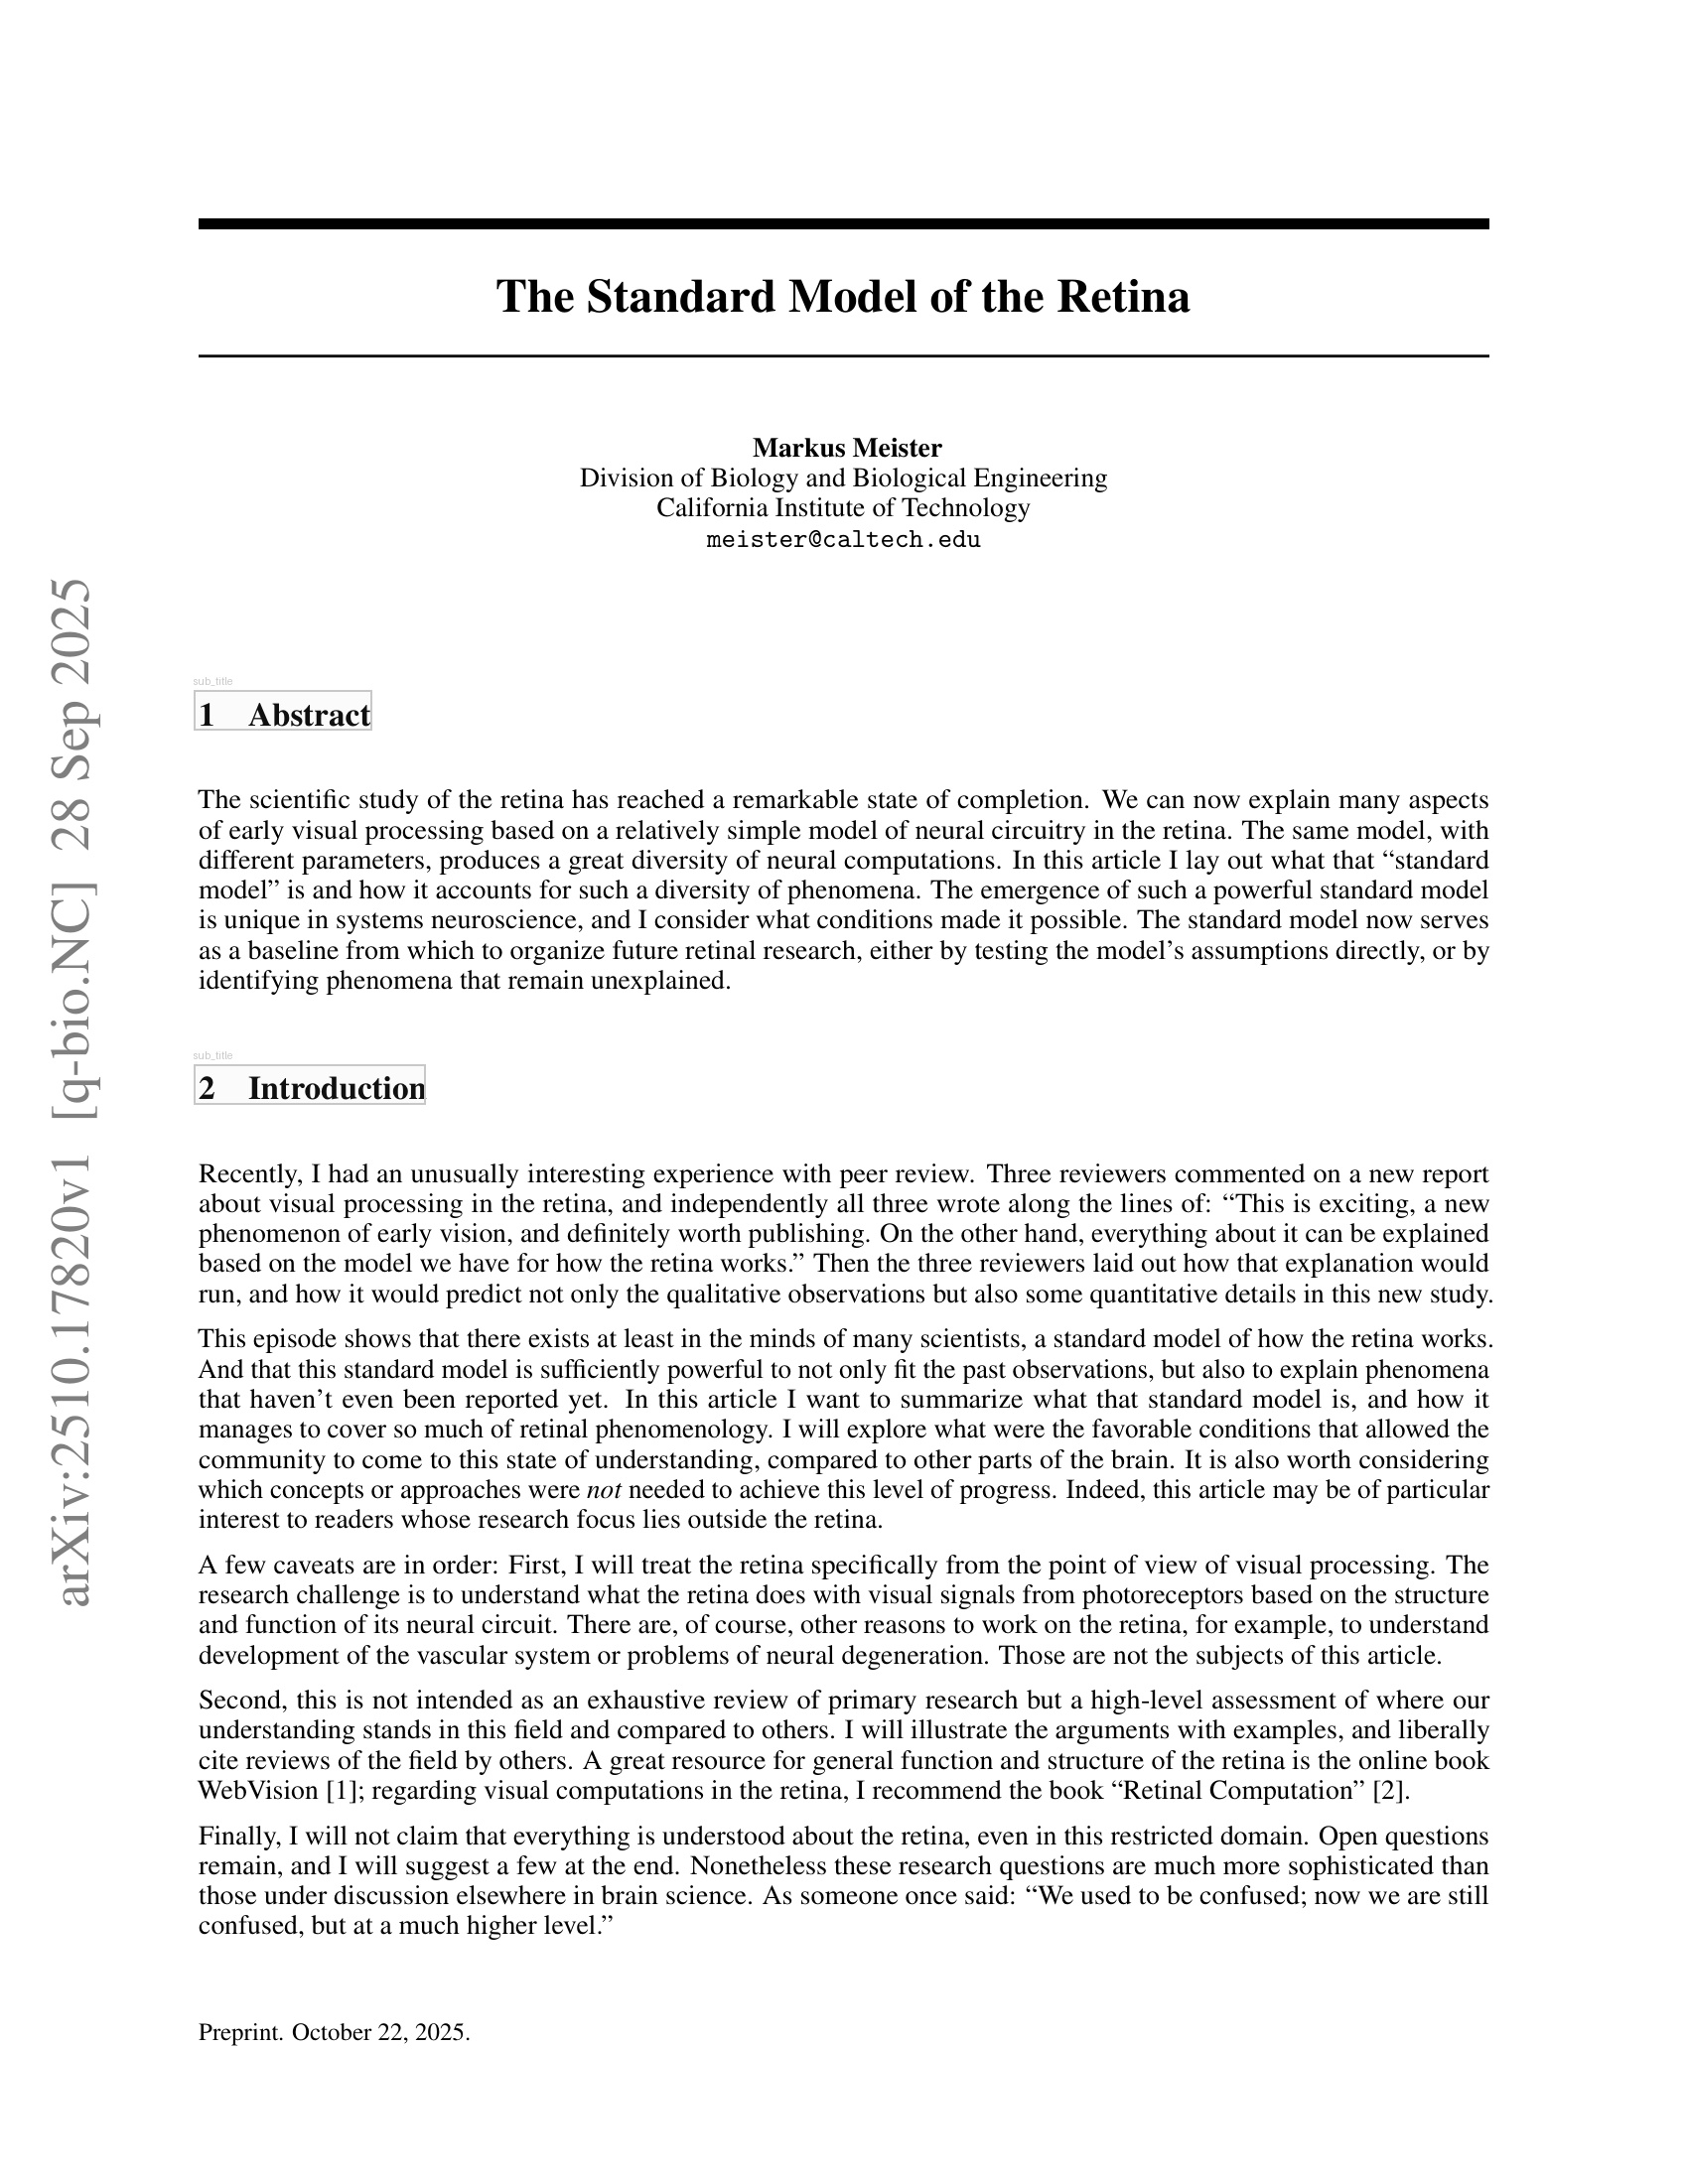 The Standard Model of the Retina
Markus Meister
Division of Biology and Biological Engineering
California Institute of Technology
meister@caltech.edu
arXiv:2510.17820v1 [q-bio.NC] 28 Sep 2025
sub_title
1 Abstract
The scientific study of the retina has reached a remarkable state of completion. We can now explain many aspects
of early visual processing based on a relatively simple model of neural circuitry in the retina. The same model, with
different parameters, produces a great diversity of neural computations. In this article I lay out what that “standard
model” is and how it accounts for such a diversity of phenomena. The emergence of such a powerful standard model
is unique in systems neuroscience, and I consider what conditions made it possible. The standard model now serves
as a baseline from which to organize future retinal research, either by testing the model’s assumptions directly, or by
identifying phenomena that remain unexplained.
sub_title
2 Introduction
Recently, I had an unusually interesting experience with peer review. Three reviewers commented on a new report
about visual processing in the retina, and independently all three wrote along the lines of: “This is exciting, a new
phenomenon of early vision, and definitely worth publishing. On the other hand, everything about it can be explained
based on the model we have for how the retina works.” Then the three reviewers laid out how that explanation would
run, and how it would predict not only the qualitative observations but also some quantitative details in this new study.
This episode shows that there exists at least in the minds of many scientists, a standard model of how the retina works.
And that this standard model is sufficiently powerful to not only fit the past observations, but also to explain phenomena
that haven’t even been reported yet. In this article I want to summarize what that standard model is, and how it
manages to cover so much of retinal phenomenology. I will explore what were the favorable conditions that allowed the
community to come to this state of understanding, compared to other parts of the brain. It is also worth considering
which concepts or approaches were not needed to achieve this level of progress. Indeed, this article may be of particular
interest to readers whose research focus lies outside the retina.
A few caveats are in order: First, I will treat the retina specifically from the point of view of visual processing. The
research challenge is to understand what the retina does with visual signals from photoreceptors based on the structure
and function of its neural circuit. There are, of course, other reasons to work on the retina, for example, to understand
development of the vascular system or problems of neural degeneration. Those are not the subjects of this article.
Second, this is not intended as an exhaustive review of primary research but a high-level assessment of where our
understanding stands in this field and compared to others. I will illustrate the arguments with examples, and liberally
cite reviews of the field by others. A great resource for general function and structure of the retina is the online book
WebVision [1]; regarding visual computations in the retina, I recommend the book “Retinal Computation” [2].
Finally, I will not claim that everything is understood about the retina, even in this restricted domain. Open questions
remain, and I will suggest a few at the end. Nonetheless these research questions are much more sophisticated than
those under discussion elsewhere in brain science. As someone once said: “We used to be confused; now we are still
confused, but at a much higher level.”
Preprint. October 22, 2025.